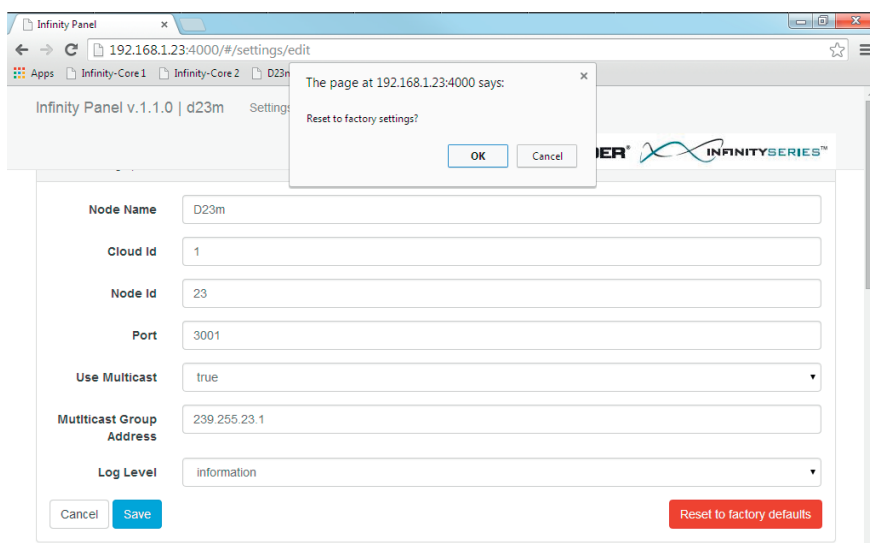 Infinity Panel
192.168.1.23:4000/#/settings/edit
Apps Infinity-Core 1 Infinity-Core 2
The page at 192.168.1.23:4000 says:
Reset to factory settings?
OK Cancel
Infinity Panel v.1.1.0 | d23m
INFINITYSERIES™
Node Name D23m
Cloud Id 1
Node Id 23
Port 3001
Use Multicast true
Mutlticast Group
Address
239.255.23.1
Log Level information
Cancel Save Reset to factory defaults